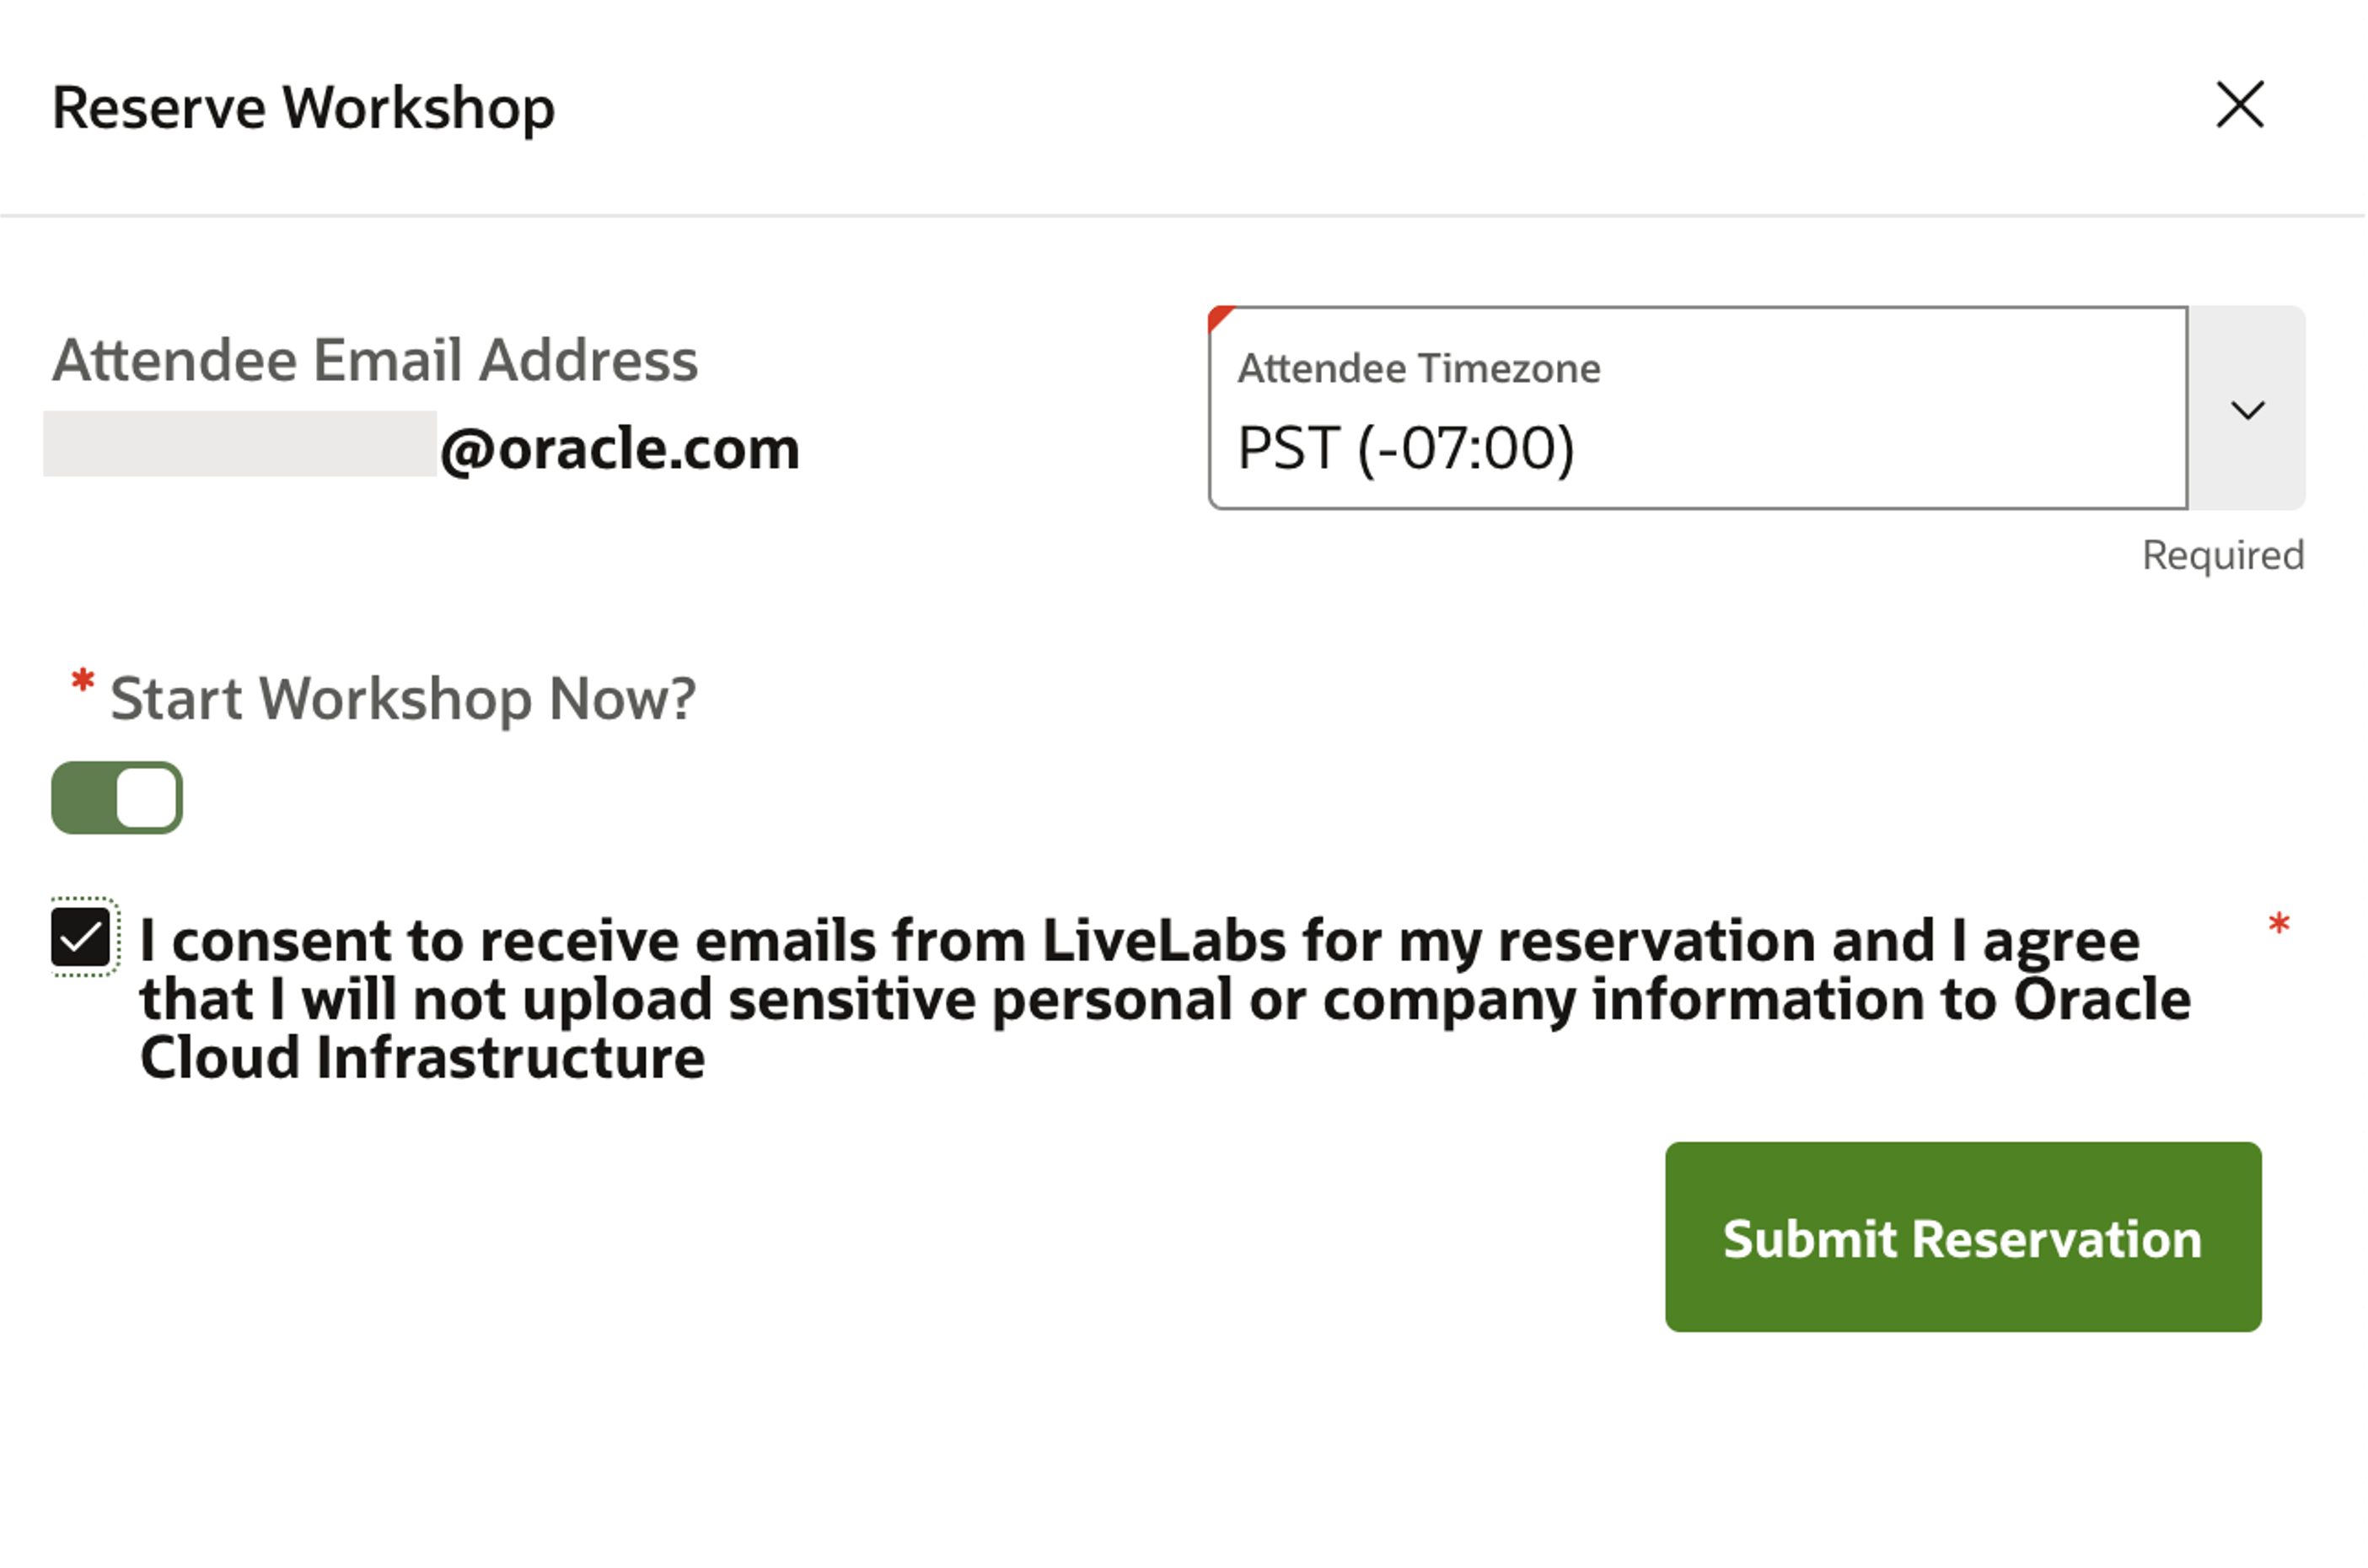 Reserve Workshop
Attendee Email Address
@oracle.com
Attendee Timezone
PST (-07:00)
Required
* Start Workshop Now?
I consent to receive emails from LiveLabs for my reservation and I agree *
that I will not upload sensitive personal or company information to Oracle
Cloud Infrastructure
Submit Reservation